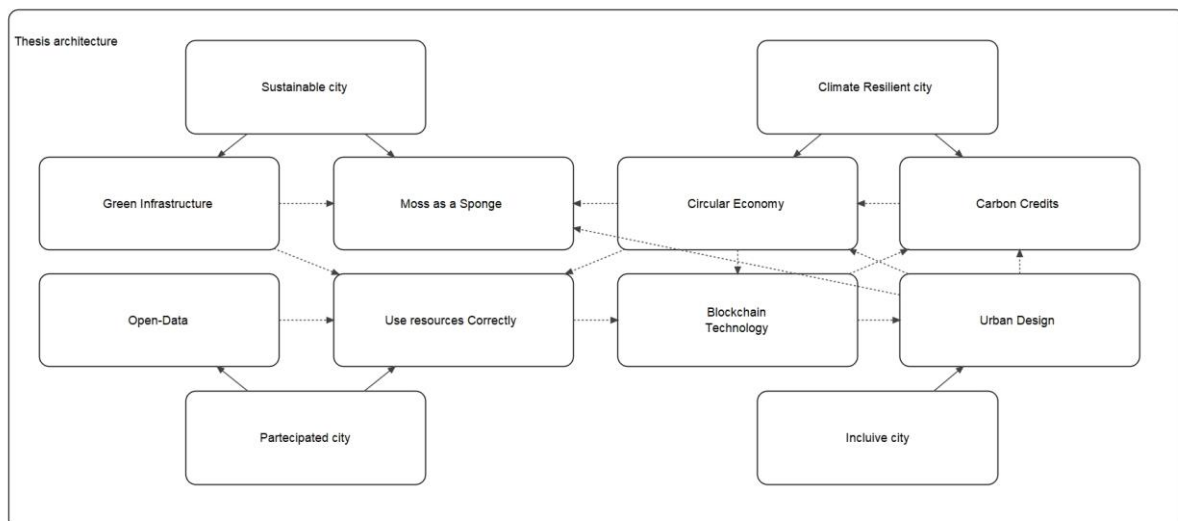 Thesis architecture
Sustainable city
Climate Resilient city
Green Infrastructure
Moss as a Sponge
Circular Economy
Carbon Credits
Open-Data
Use resources Correctly
Blockchain
Technology
Urban Design
Partecipated city
Incluive city